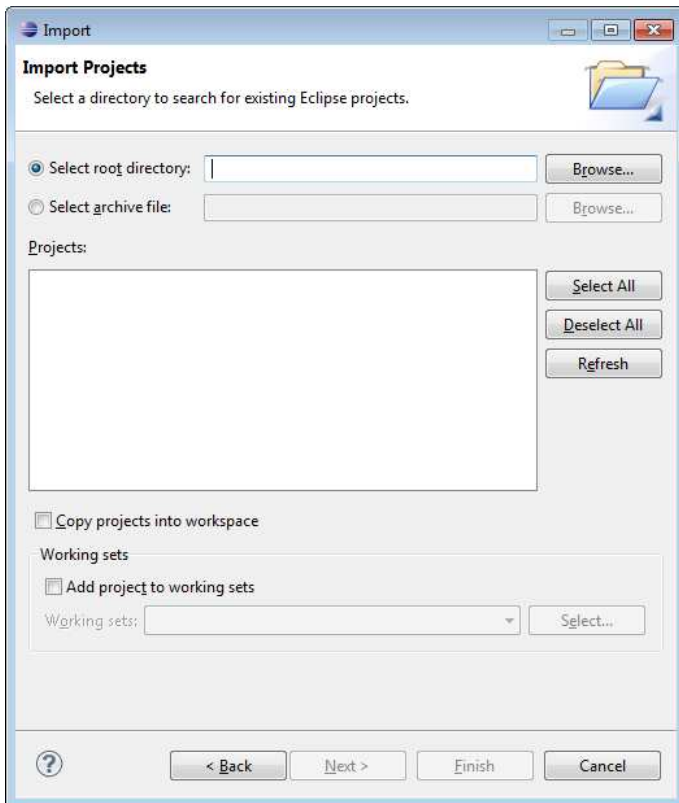 Import
Import Projects
Select a directory to search for existing Eclipse projects.
Select root directory:
Browse...
Select archive file:
Browse...
Projects:
Select All
Deselect All
Refresh
Copy projects into workspace
Working sets
Add project to working sets
Working sets:
Select...
?
< Back
Next >
Finish
Cancel